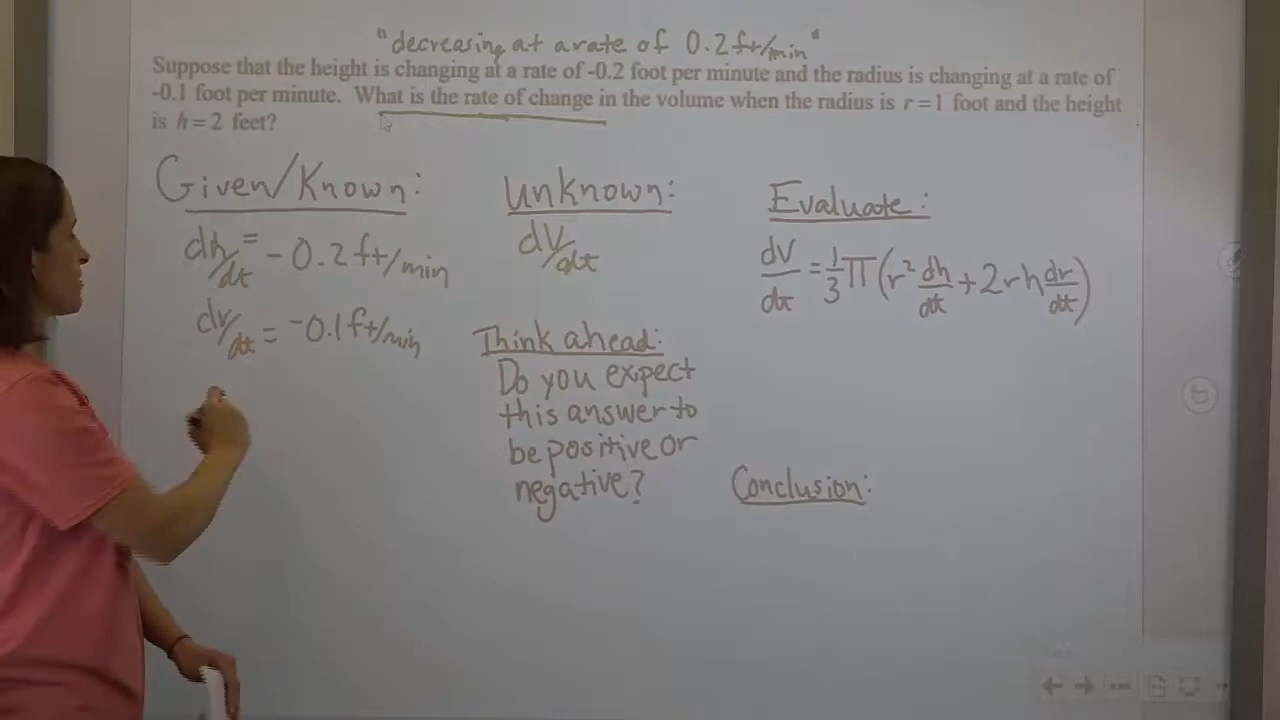 "decreasing at a rate of 0.2 ft/min"
Suppose that the height is changing at a rate of -0.2 foot per minute and the radius is changing at a rate of
-0.1 foot per minute. What is the rate of change in the volume when the radius is r = 1 foot and the height
is h = 2 feet?
Given/Known:
dh/dt = -0.2 ft/min
dr/dt = -0.1 ft/min
Unknown:
dV/dt
Think ahead:
Do you expect
this answer to
be positive or
negative?
Evaluate:
dV/dt = 1/3 π (r² dh/dt + 2rh dr/dt)
Conclusion: